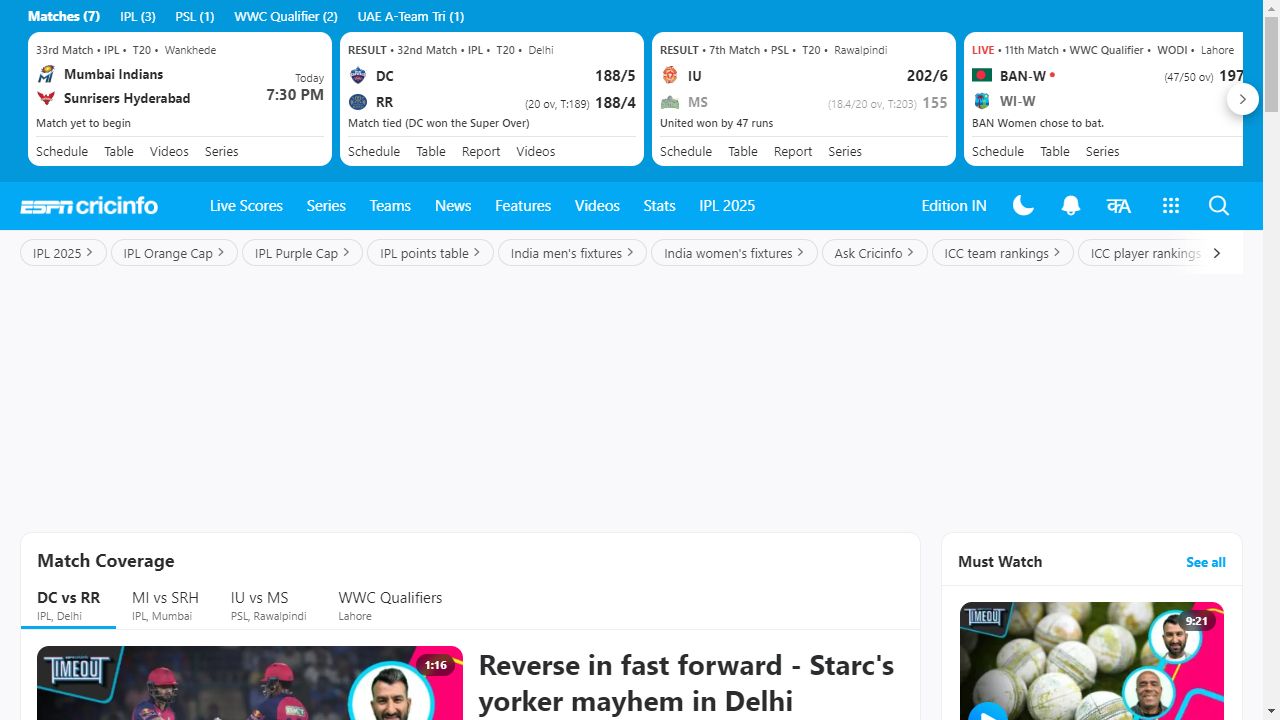 Matches (7) IPL (3) PSL (1) WWC Qualifier (2) UAE A-Team Tri (1)
33rd Match • IPL • T20 • Wankhede
Mumbai Indians
Sunrisers Hyderabad
Today
7:30 PM
Match yet to begin
Schedule Table Videos Series
RESULT • 32nd Match • IPL • T20 • Delhi
DC 188/5
RR (20 ov, T:189) 188/4
Match tied (DC won the Super Over)
Schedule Table Report Videos
RESULT • 7th Match • PSL • T20 • Rawalpindi
IU 202/6
MS (18.4/20 ov, T:203) 155
United won by 47 runs
Schedule Table Report Series
LIVE • 11th Match • WWC Qualifier • WODI • Lahore
BAN-W • (47/50 ov) 197
WI-W
BAN Women chose to bat.
Schedule Table Series
ESPN cricinfo Live Scores Series Teams News Features Videos Stats IPL 2025 Edition IN कA
IPL 2025 IPL Orange Cap IPL Purple Cap IPL points table India men's fixtures India women's fixtures Ask Cricinfo ICC team rankings ICC player rankings
Match Coverage
DC vs RR MI vs SRH IU vs MS WWC Qualifiers
IPL, Delhi IPL, Mumbai PSL, Rawalpindi Lahore
TIMEOUT
1:16
Reverse in fast forward - Starc's
yorker mayhem in Delhi
Must Watch See all
TIMEOUT
9:21